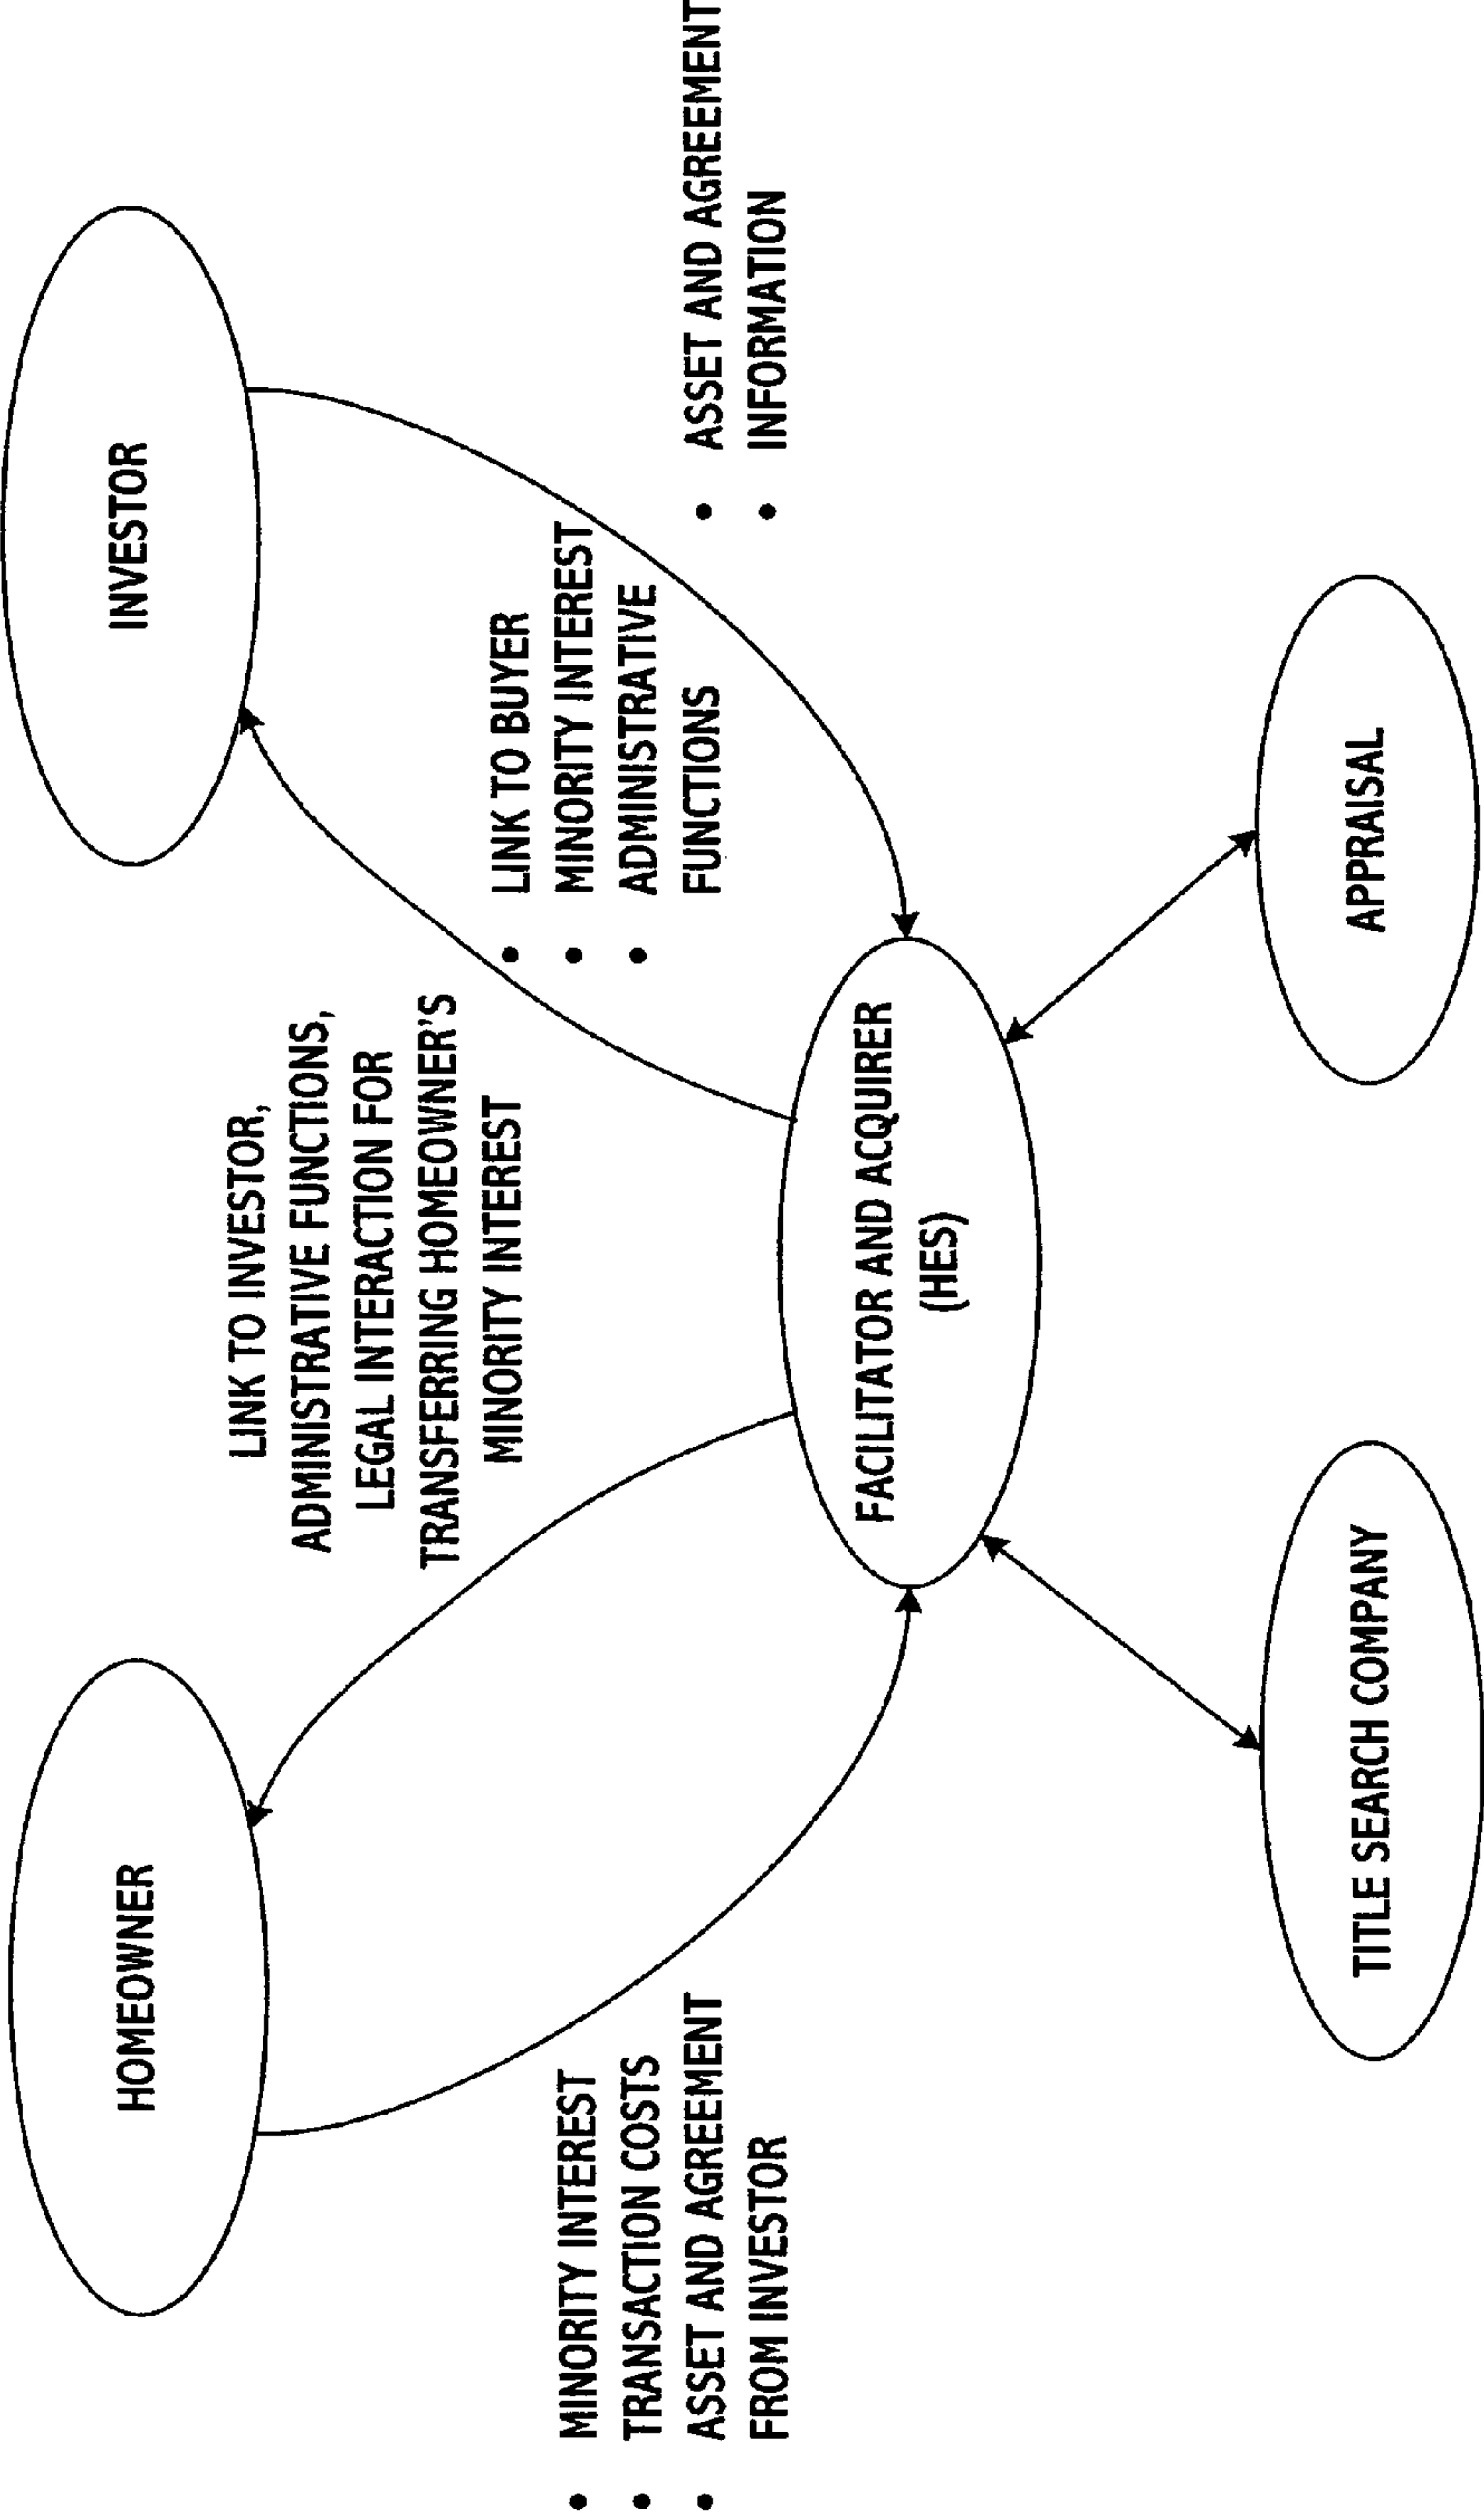 HOMEOWNER
INVESTOR
LINK TO INVESTOR,
ADMINISTRATIVE FUNCTIONS,
LEGAL INTERACTION FOR
TRANSFERRING HOMEOWNER'S
MINORITY INTEREST
• LINK TO BUYER
• MINORITY INTEREST
• ADMINISTRATIVE
FUNCTIONS
• MINORITY INTEREST
• TRANSACTION COSTS
• ASSET AND AGREEMENT
FROM INVESTOR
• ASSET AND AGREEMENT
• INFORMATION
FACILITATOR AND ACQUIRER
(HES)
TITLE SEARCH COMPANY
APPRAISAL